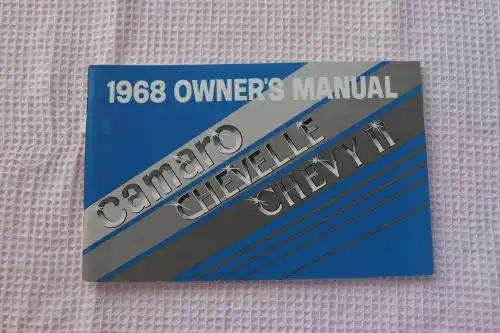 1968 OWNER'S MANUAL
camaro
CHEVELLE
CHEVY II